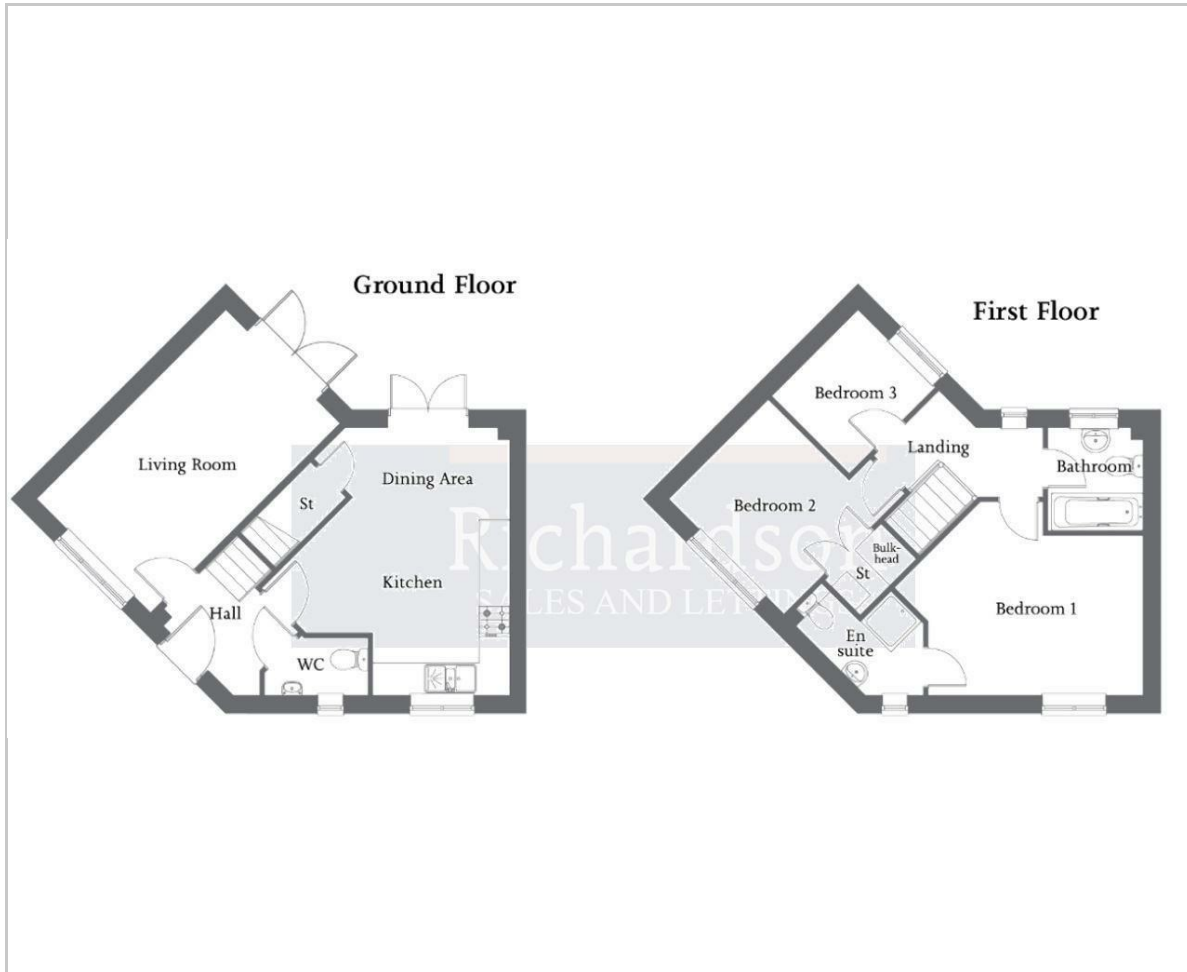 Ground Floor
Living Room
St
Dining Area
Kitchen
Hall
WC
First Floor
Bedroom 3
Landing
Bathroom
Bedroom 2
Bulk-
head
St
Bedroom 1
En
suite
Richardson
SALES AND LETTINGS